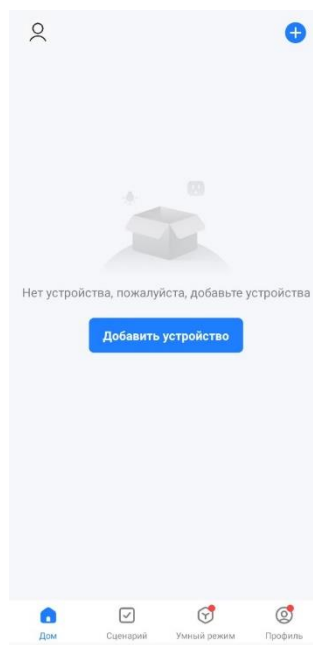 Нет устройства, пожалуйста, добавьте устройства
Добавить устройство
Дом
Сценарий
Умный режим
Профиль